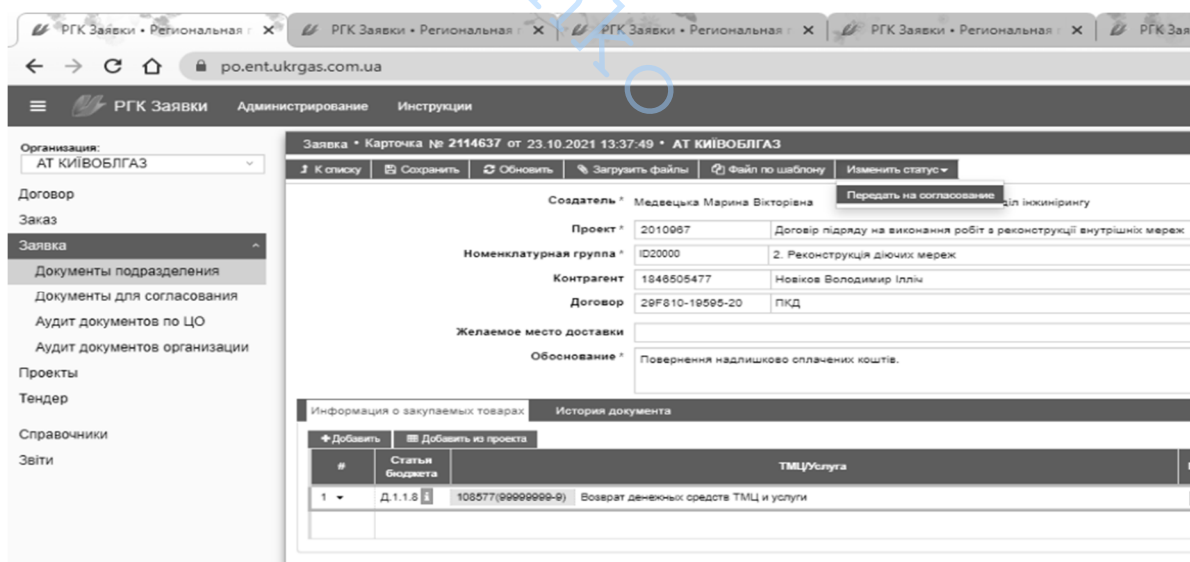 РГК Заявки • Региональная г РГК Заявки • Региональная г РГК Заявки • Региональная г РГК Заявки • Региональная г РГК Зая
po.ent.ukrgas.com.ua
РГК Заявки Администрирование Инструкции
Организация:
АТ КИЇВОБЛГАЗ
Договор
Заказ
Заявка
Документы подразделения
Документы для согласования
Аудит документов по ЦО
Аудит документов организации
Проекты
Тендер
Справочники
Звіти
Заявка • Карточка № 2114637 от 23.10.2021 13:37:49 • АТ КИЇВОБЛГАЗ
К списку Сохранить Обновить Загрузить файлы Файл по шаблону Изменить статус
Передать на согласование
Создатель * Медвецька Марина Вікторівна діл інжинірингу
Проект * 2010967 Договір підряду на виконання робіт з реконструкції внутрішніх мереж
Номенклатурная группа * ID20000 2. Реконструкція діючих мереж
Контрагент 1846505477 Новіков Володимир Ілліч
Договор 29F810-19595-20 ПКД
Желаемое место доставки
Обоснование * Повернення надлишково сплачених коштів.
Информация о закупаемых товарах История документа
Добавить Добавить из проекта
# Статья бюджета ТМЦ/Услуга
1 Д.1.1.8 108577(99999999-9) Возврат денежных средств ТМЦ и услуги